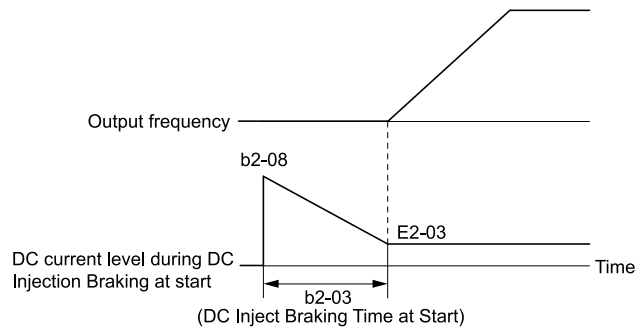 Output frequency
b2-08
E2-03
DC current level during DC
Injection Braking at start
Time
b2-03
(DC Inject Braking Time at Start)